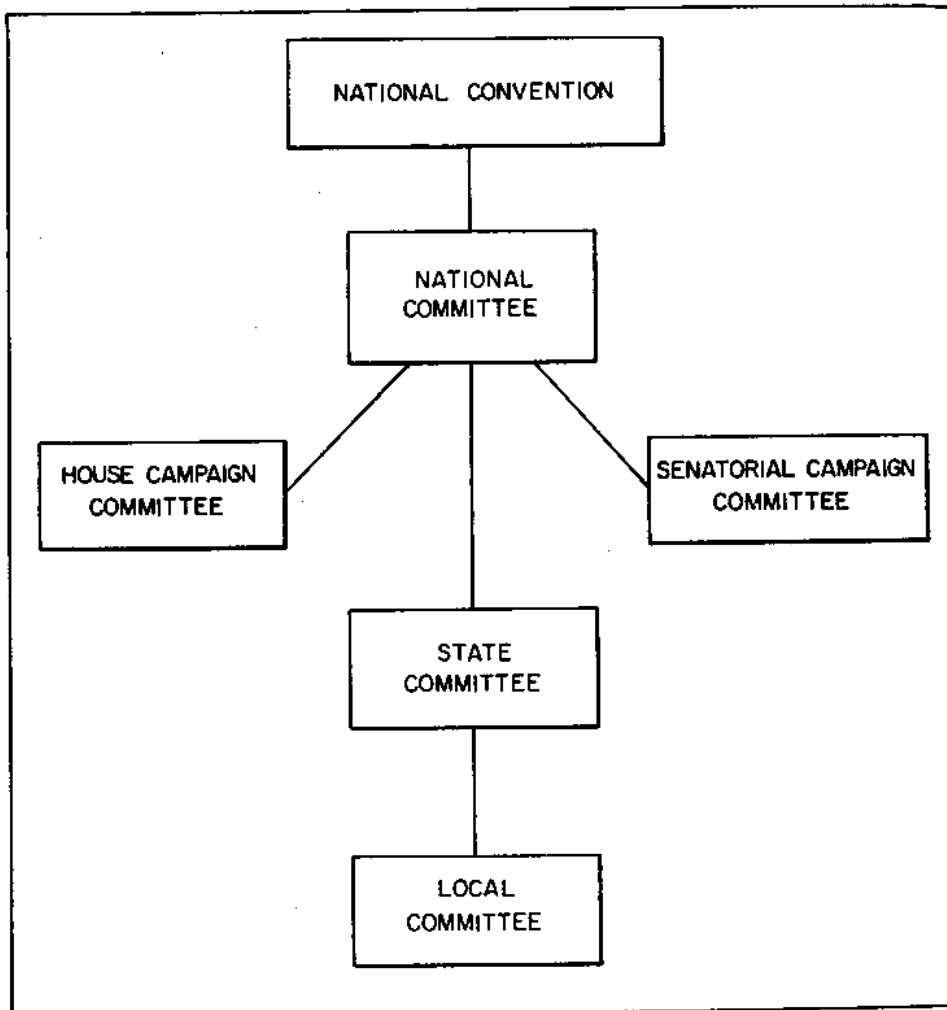 NATIONAL CONVENTION
NATIONAL
COMMITTEE
HOUSE CAMPAIGN
COMMITTEE
SENATORIAL CAMPAIGN
COMMITTEE
STATE
COMMITTEE
LOCAL
COMMITTEE